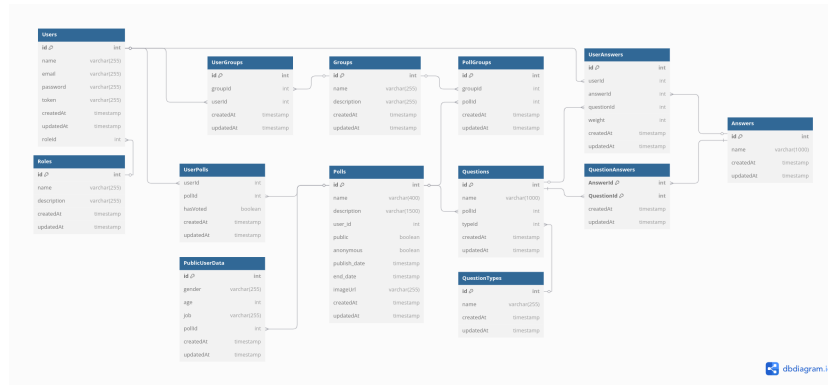 Users
id int
name varchar(255)
email varchar(255)
password varchar(255)
token varchar(255)
createdAt timestamp
updatedAt timestamp
roleId int
Roles
id int
name varchar(255)
description varchar(255)
createdAt timestamp
updatedAt timestamp
UserGroups
id int
groupId int
userId int
createdAt timestamp
updatedAt timestamp
UserPolls
userId int
pollId int
hasVoted boolean
createdAt timestamp
updatedAt timestamp
PublicUserData
id int
gender varchar(255)
age int
job varchar(255)
pollId int
createdAt timestamp
updatedAt timestamp
Groups
id int
name varchar(255)
description varchar(255)
createdAt timestamp
updatedAt timestamp
Polls
id int
name varchar(400)
description varchar(1500)
user_id int
public boolean
anonymous boolean
publish_date timestamp
end_date timestamp
imageUrl varchar(255)
createdAt timestamp
updatedAt timestamp
PollGroups
id int
groupId int
pollId int
createdAt timestamp
updatedAt timestamp
Questions
id int
name varchar(1000)
pollId int
typeId int
createdAt timestamp
updatedAt timestamp
QuestionTypes
id int
name varchar(255)
createdAt timestamp
updatedAt timestamp
UserAnswers
id int
userId int
answerId int
questionId int
weight int
createdAt timestamp
updatedAt timestamp
QuestionAnswers
AnswerId int
QuestionId int
createdAt timestamp
updatedAt timestamp
Answers
id int
name varchar(1000)
createdAt timestamp
updatedAt timestamp
dbdiagram.i